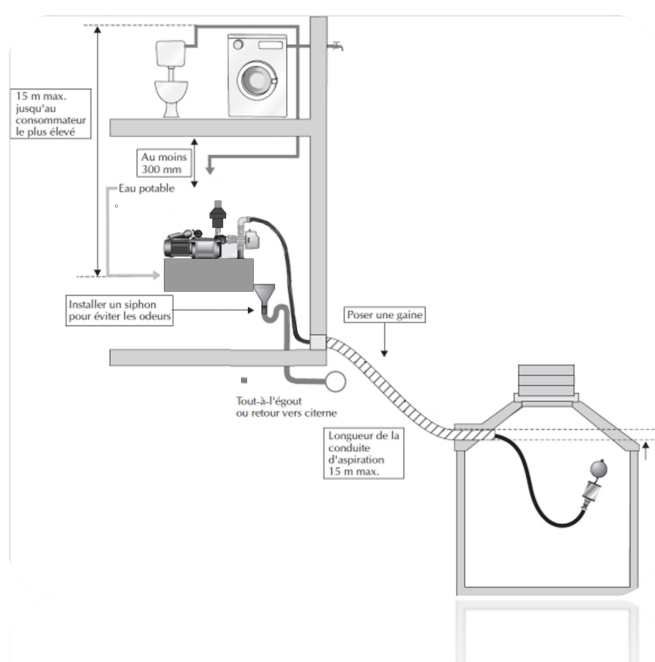 15 m max.
jusqu'au
consommateur
le plus élevé
Au moins
300 mm
Eau potable
Installer un siphon
pour éviter les odeurs
Poser une gaine
Tout-à-l'égout
ou retour vers citerne
Longueur de la
conduite
d'aspiration
15 m max.